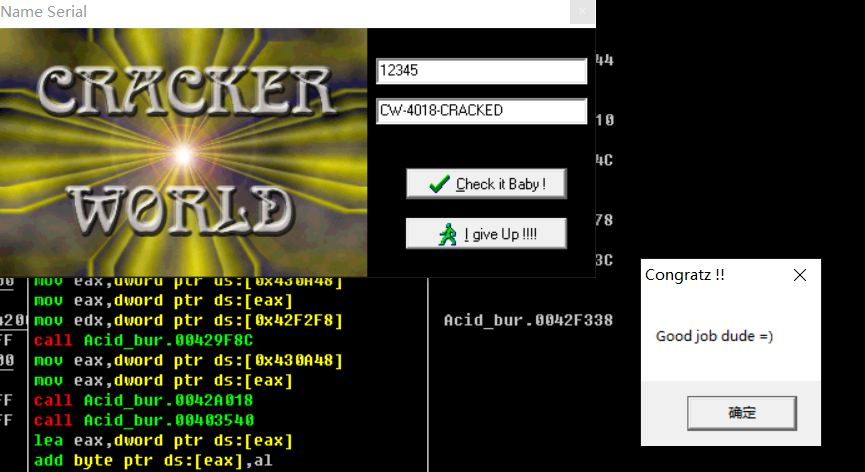 Name Serial
CRACKER
WORLD
12345
CW-4018-CRACKED
Check it Baby !
I give Up !!!!
44
10
4C
78
3C
Congratz !!
Good job dude =)
确定
00 mov eax,dword ptr ds:[0x430A48]
mov eax,dword ptr ds:[eax]
420 mov edx,dword ptr ds:[0x42F2F8] Acid_bur.0042F338
FF call Acid_bur.00429F8C
00 mov eax,dword ptr ds:[0x430A48]
mov eax,dword ptr ds:[eax]
FF call Acid_bur.0042A018
FF call Acid_bur.00403540
lea eax,dword ptr ds:[eax]
add byte ptr ds:[eax],al